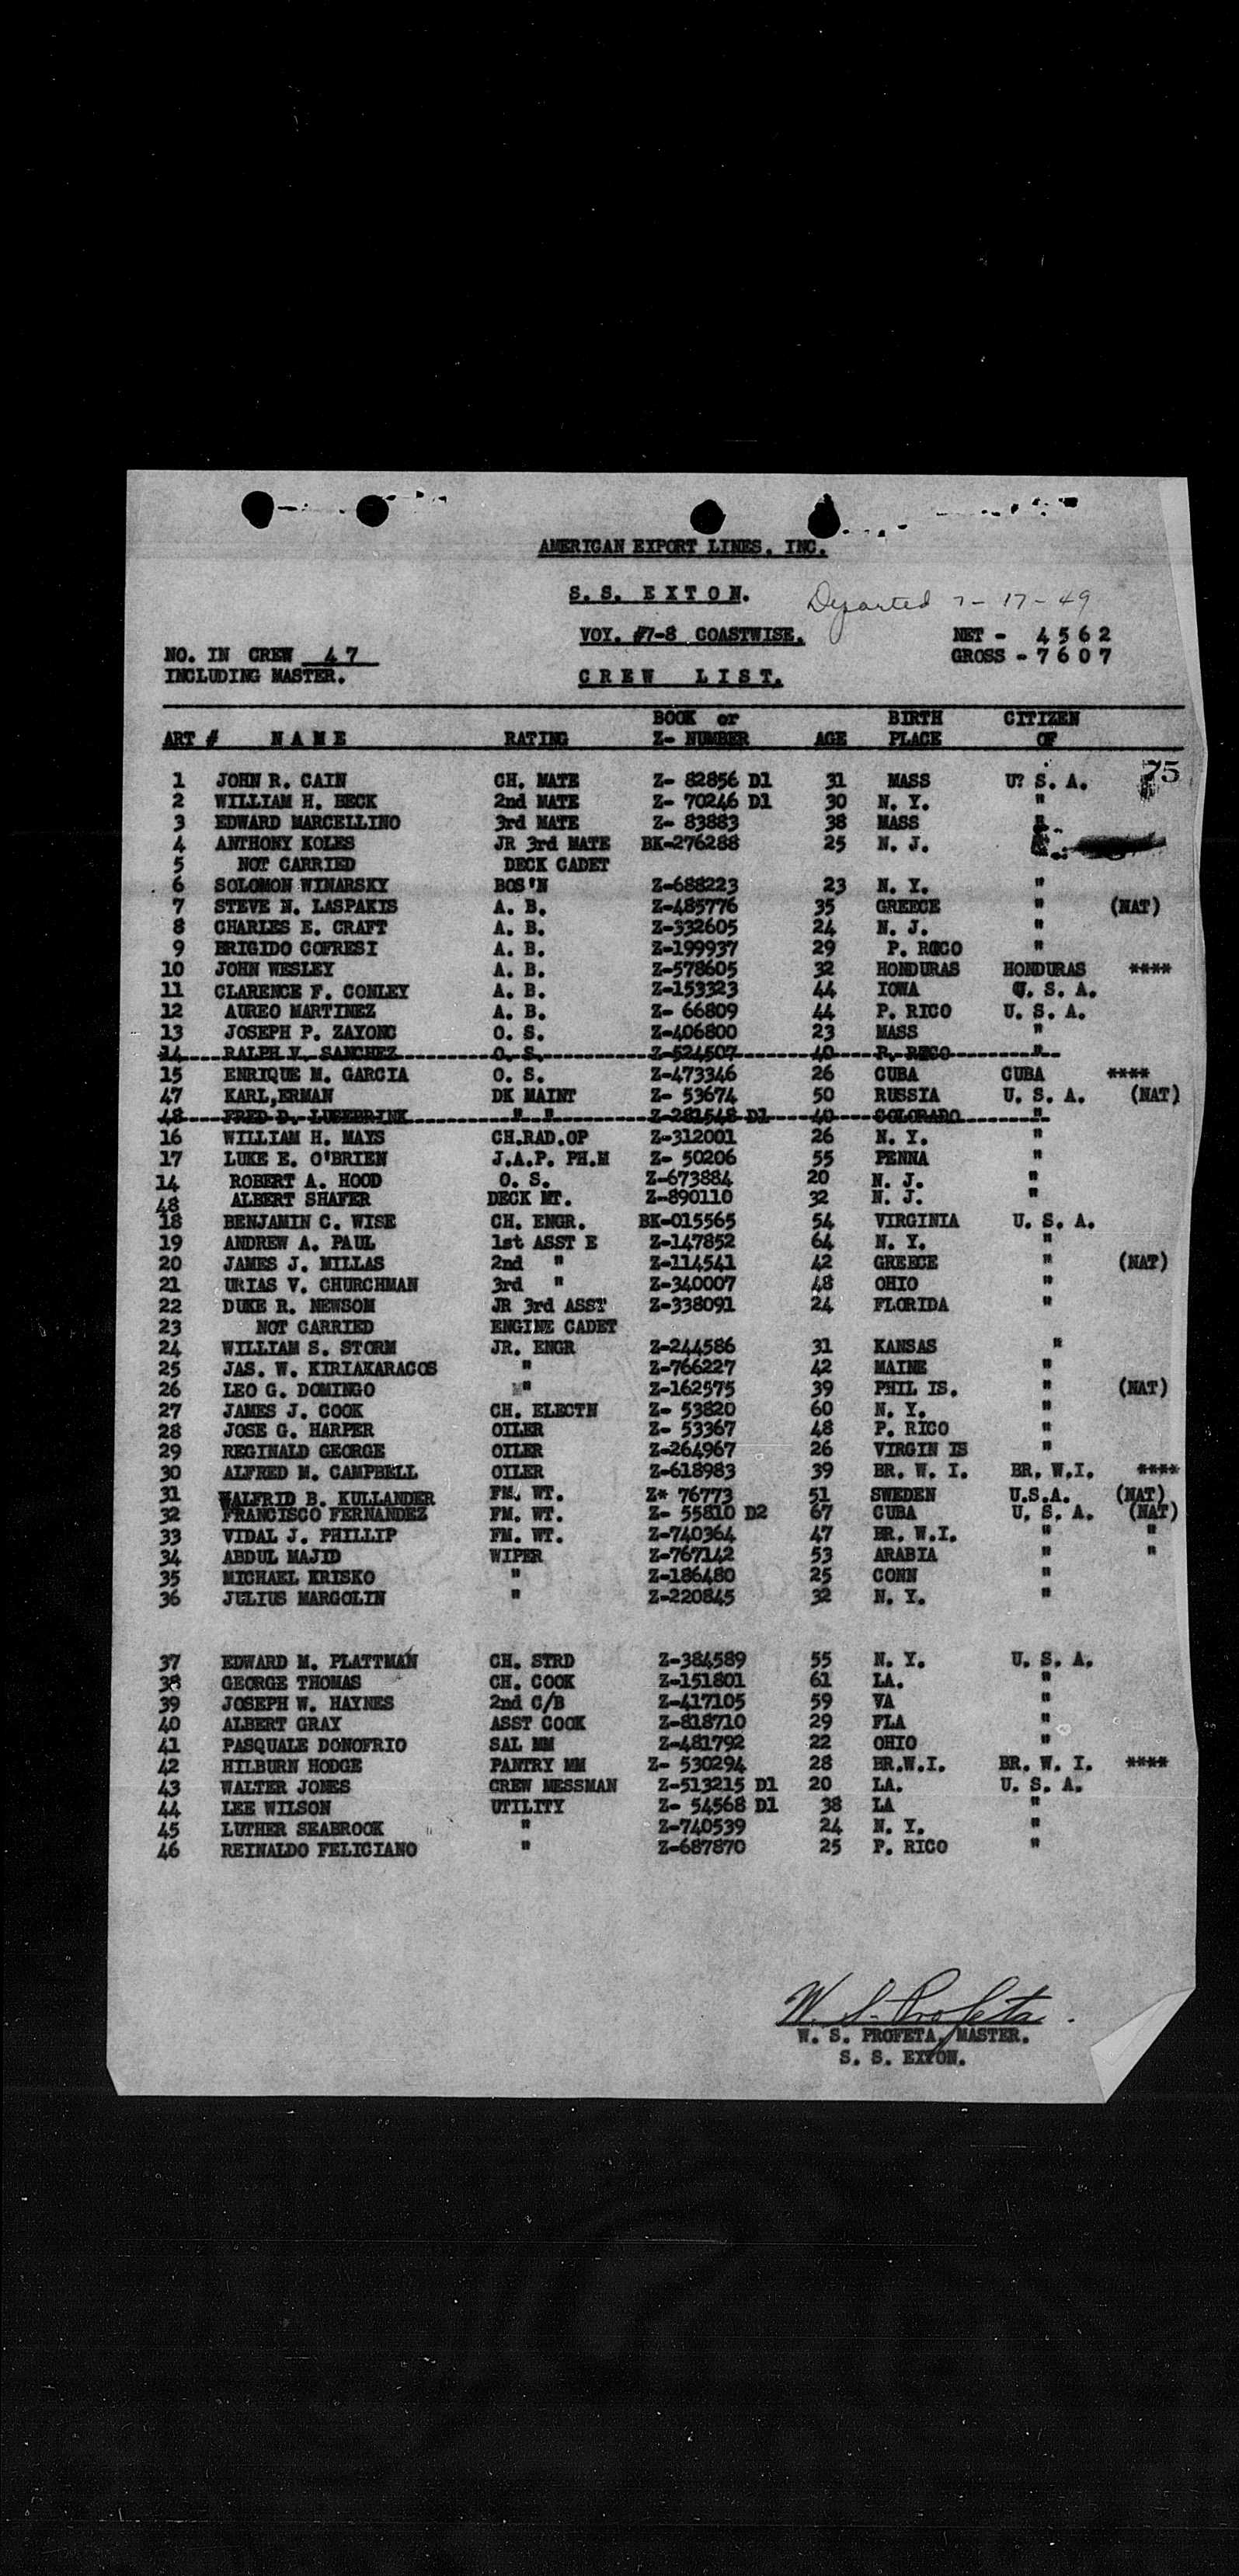 AMERICAN EXPORT LINES, INC.
S. S. E X T O N. Departed 7-17-49
VOY. #7-8 COASTWISE. NET - 4 5 6 2
NO. IN CREW 4 7 GROSS - 7 6 0 7
INCLUDING MASTER. C R E W L I S T.
BOOK or BIRTH CITIZEN
ART # N A M E RATING Z- NUMBER AGE PLACE OF
75
1 JOHN R. CAIN CH. MATE Z- 82856 D1 31 MASS U? S. A.
2 WILLIAM H. BECK 2nd MATE Z- 70246 D1 30 N. Y. "
3 EDWARD MARCELLINO 3rd MATE Z- 83883 38 MASS "
4 ANTHONY KOLES JR 3rd MATE BK-276288 25 N. J.
5 NOT CARRIED DECK CADET
6 SOLOMON WINARSKY BOS'N Z-688223 23 N. Y. "
7 STEVE N. LASPAKIS A. B. Z-485776 35 GREECE " (NAT)
8 CHARLES E. CRAFT A. B. Z-332605 24 N. J. "
9 BRIGIDO COFRESI A. B. Z-199937 29 P. RICO "
10 JOHN WESLEY A. B. Z-578605 32 HONDURAS HONDURAS ****
11 CLARENCE F. CONLEY A. B. Z-153323 44 IOWA U. S. A.
12 AUREO MARTINEZ A. B. Z- 66809 44 P. RICO U. S. A.
13 JOSEPH P. ZAYONC O. S. Z-406800 23 MASS "
14 RALPH V. SANCHEZ O. S. Z-524507 40 P. RICO "
15 ENRIQUE M. GARCIA O. S. Z-473346 26 CUBA CUBA ****
47 KARL,ERMAN DK MAINT Z- 53674 50 RUSSIA U. S. A. (NAT)
48 FRED D. LUSEBRINK " " Z-281548 D1 40 COLORADO "
16 WILLIAM H. MAYS CH.RAD.OP Z-312001 26 N. Y. "
17 LUKE E. O'BRIEN J.A.P. PH.M Z- 50206 55 PENNA "
14 ROBERT A. HOOD O. S. Z-673884 20 N. J. "
48 ALBERT SHAFER DECK MT. Z-890110 32 N. J. "
18 BENJAMIN C. WISE CH. ENGR. BK-015565 54 VIRGINIA U. S. A.
19 ANDREW A. PAUL 1st ASST E Z-147852 64 N. Y. "
20 JAMES J. MILLAS 2nd " Z-114541 42 GREECE " (NAT)
21 URIAS V. CHURCHMAN 3rd " Z-340007 48 OHIO "
22 DUKE R. NEWSOM JR 3rd ASST Z-338091 24 FLORIDA "
23 NOT CARRIED ENGINE CADET
24 WILLIAM S. STORM JR. ENGR Z-244586 31 KANSAS "
25 JAS. W. KIRIAKARACOS " Z-766227 42 MAINE "
26 LEO G. DOMINGO " Z-162575 39 PHIL IS. " (NAT)
27 JAMES J. COOK CH. ELECTN Z- 53820 60 N. Y. "
28 JOSE G. HARPER OILER Z- 53367 48 P. RICO "
29 REGINALD GEORGE OILER Z-264967 26 VIRGIN IS "
30 ALFRED M. CAMPBELL OILER Z-618983 39 BR. W. I. BR. W.I. ****
31 WALFRID B. KULLANDER FM. WT. Z* 76773 51 SWEDEN U.S.A. (NAT)
32 FRANCISCO FERNANDEZ FM. WT. Z- 55810 D2 67 CUBA U. S. A. (NAT)
33 VIDAL J. PHILLIP FM. WT. Z-740364 47 BR. W.I. " "
34 ABDUL MAJID WIPER Z-767142 53 ARABIA " "
35 MICHAEL KRISKO " Z-186480 25 CONN "
36 JULIUS MARGOLIN " Z-220845 32 N. Y. "
37 EDWARD M. PLATTMAN CH. STRD Z-384589 55 N. Y. U. S. A.
38 GEORGE THOMAS CH. COOK Z-151801 61 LA. "
39 JOSEPH W. HAYNES 2nd C/B Z-417105 59 VA "
40 ALBERT GRAY ASST COOK Z-818710 29 FLA "
41 PASQUALE DONOFRIO SAL MM Z-481792 22 OHIO "
42 HILBURN HODGE PANTRY MM Z- 530294 28 BR.W.I. BR. W. I. ****
43 WALTER JONES CREW MESSMAN Z-513215 D1 20 LA. U. S. A.
44 LEE WILSON UTILITY Z- 54568 D1 38 LA "
45 LUTHER SEABROOK " Z-740539 24 N. Y. "
46 REINALDO FELICIANO " Z-687870 25 P. RICO "
W. S. Profeta.
W. S. PROFETA, MASTER.
S. S. EXTON.